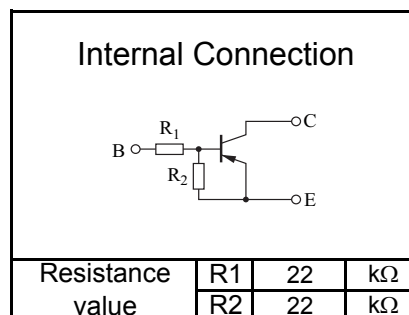 Internal Connection
C
R1
B
R2
E
Resistance value R1 22 kΩ
R2 22 kΩ